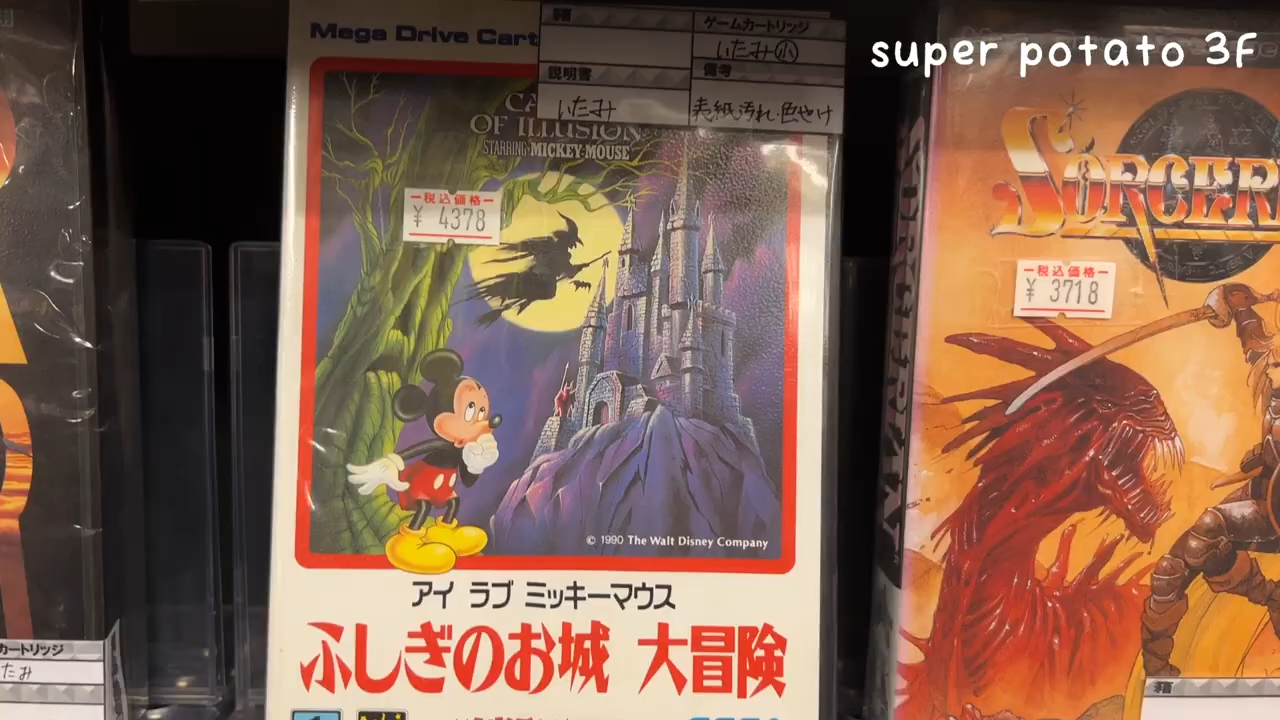 super potato 3F
Mega Drive Cart
箱
ゲームカートリッジ
いたみ(小)
説明書
備考
いたみ
表紙汚れ・色やけ
CA
OF ILLUSION
STARRING MICKEY MOUSE
税込価格
¥ 4378
© 1990 The Walt Disney Company
アイ ラブ ミッキーマウス
ふしぎのお城 大冒険
SORCER
税込価格
¥ 3718
カートリッジ
たみ
箱